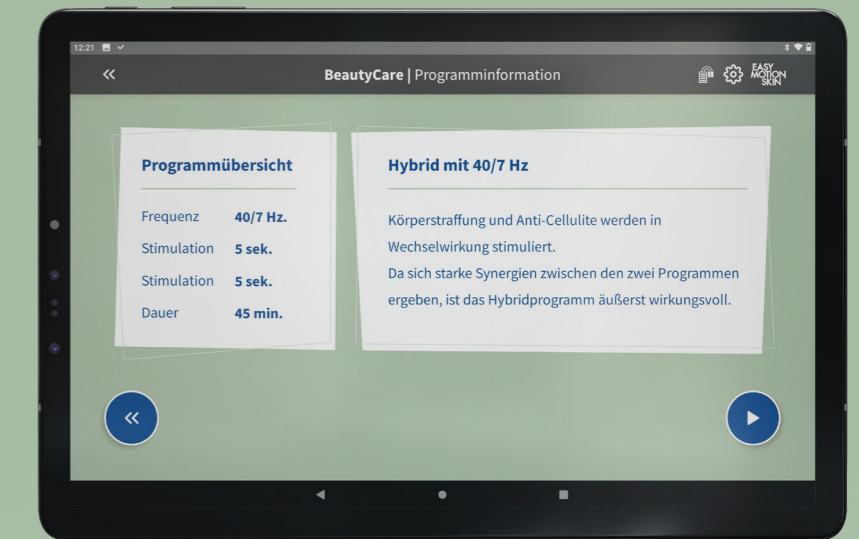 12:21
BeautyCare | Programminformation
EASY
MOTION
SKIN
Programmübersicht
Frequenz 40/7 Hz.
Stimulation 5 sek.
Stimulation 5 sek.
Dauer 45 min.
Hybrid mit 40/7 Hz
Körperstraffung und Anti-Cellulite werden in
Wechselwirkung stimuliert.
Da sich starke Synergien zwischen den zwei Programmen
ergeben, ist das Hybridprogramm äußerst wirkungsvoll.